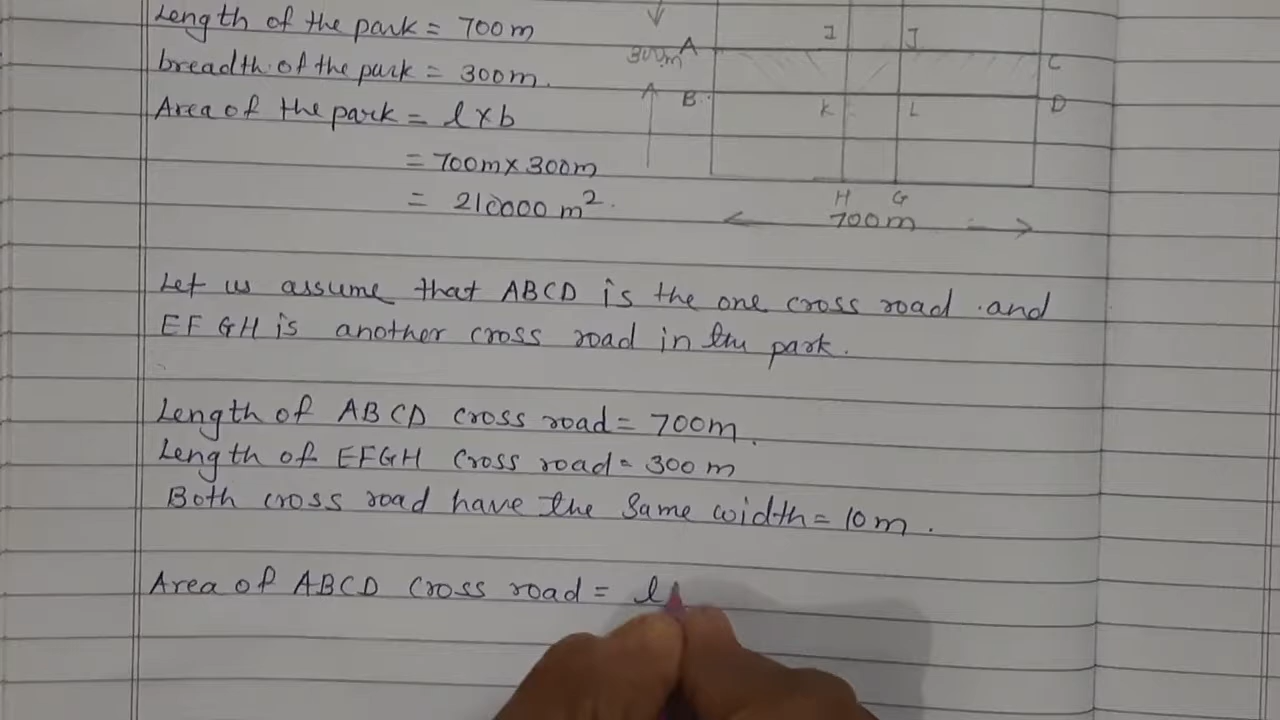 Length of the park = 700m
breadth of the park = 300m.
Area of the park = l x b
= 700m x 300m
= 210000 m².
I J
A
300m
C
B
K L
D
H G
700m
Let us assume that ABCD is the one cross road and
EFGH is another cross road in the park.
Length of ABCD cross road = 700m.
Length of EFGH cross road = 300 m
Both cross road have the same width = 10m.
Area of ABCD cross road = l